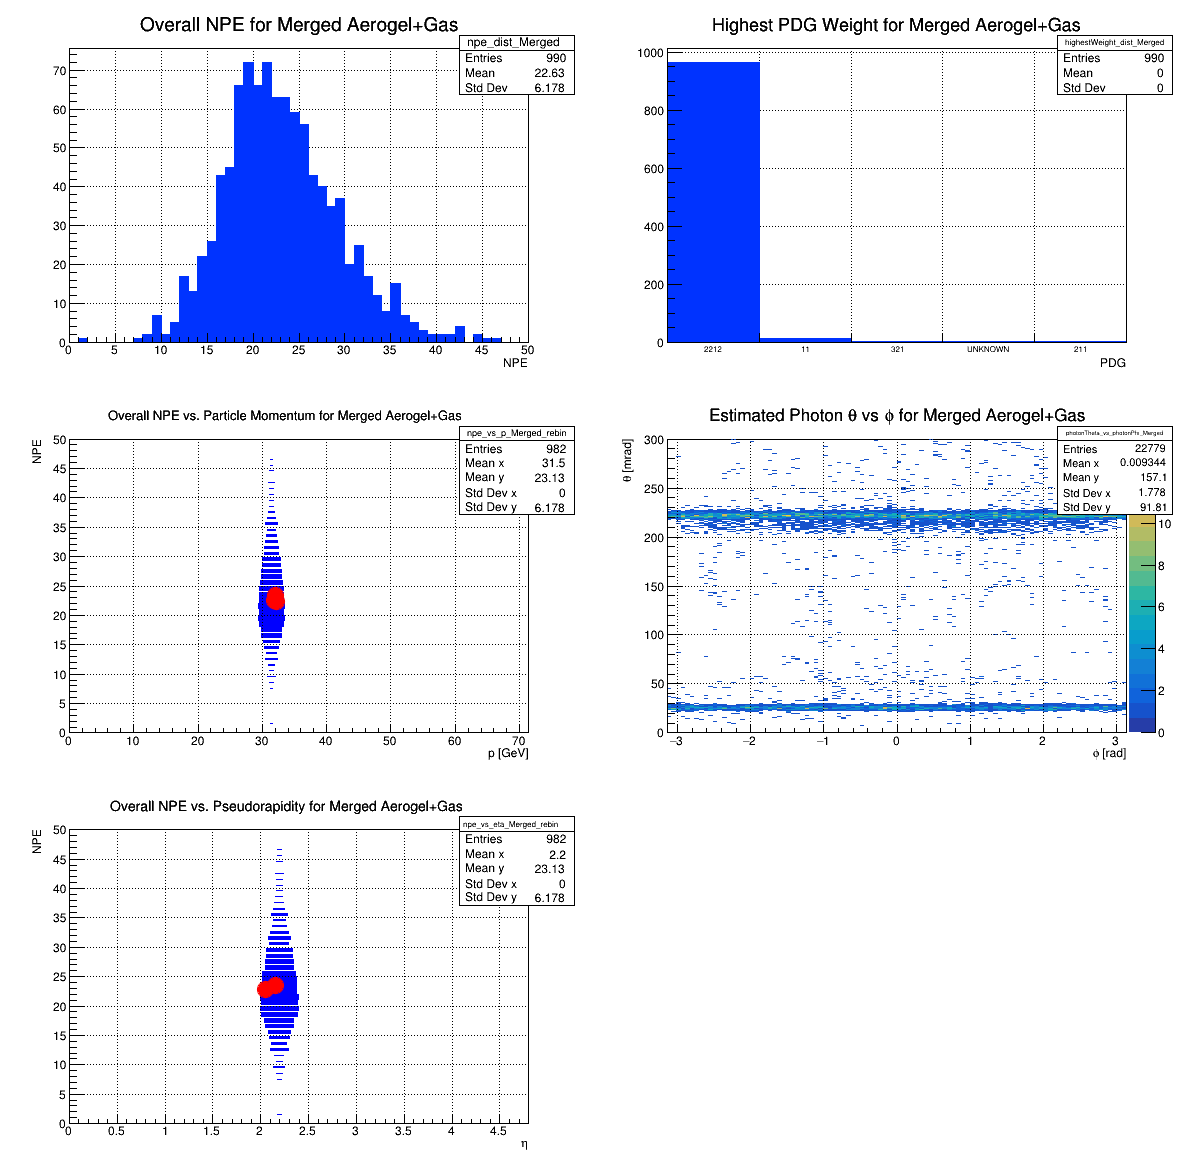 Overall NPE for Merged Aerogel+Gas
npe_dist_Merged
Entries 990
Mean 22.63
Std Dev 6.178
70
60
50
40
30
20
10
0
0 5 10 15 20 25 30 35 40 45 50
NPE
Highest PDG Weight for Merged Aerogel+Gas
highestWeight_dist_Merged
Entries 990
Mean 0
Std Dev 0
1000
800
600
400
200
0
2212 11 321 UNKNOWN 211
PDG
Overall NPE vs. Particle Momentum for Merged Aerogel+Gas
npe_vs_p_Merged_rebin
Entries 982
Mean x 31.5
Mean y 23.13
Std Dev x 0
Std Dev y 6.178
NPE
50
45
40
35
30
25
20
15
10
5
0
0 10 20 30 40 50 60 70
p [GeV]
Estimated Photon θ vs ϕ for Merged Aerogel+Gas
photonTheta_vs_photonPhi_Merged
Entries 22779
Mean x 0.009344
Mean y 157.1
Std Dev x 1.778
Std Dev y 91.81
θ [mrad]
300
250
200
150
100
50
0
−3 −2 −1 0 1 2 3
ϕ [rad]
10
8
6
4
2
0
Overall NPE vs. Pseudorapidity for Merged Aerogel+Gas
npe_vs_eta_Merged_rebin
Entries 982
Mean x 2.2
Mean y 23.13
Std Dev x 0
Std Dev y 6.178
NPE
50
45
40
35
30
25
20
15
10
5
0
0 0.5 1 1.5 2 2.5 3 3.5 4 4.5
η